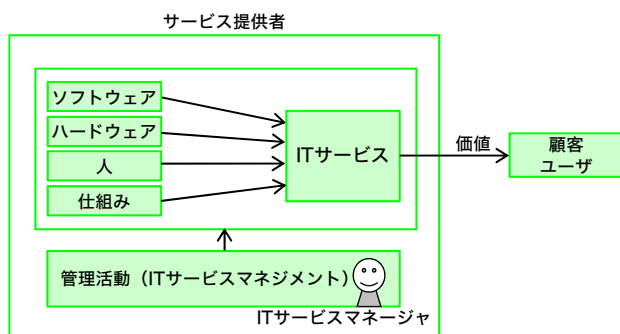 サービス提供者
ソフトウェア
ハードウェア
人
仕組み
ITサービス
価値
顧客
ユーザ
管理活動（ITサービスマネジメント）
ITサービスマネージャ